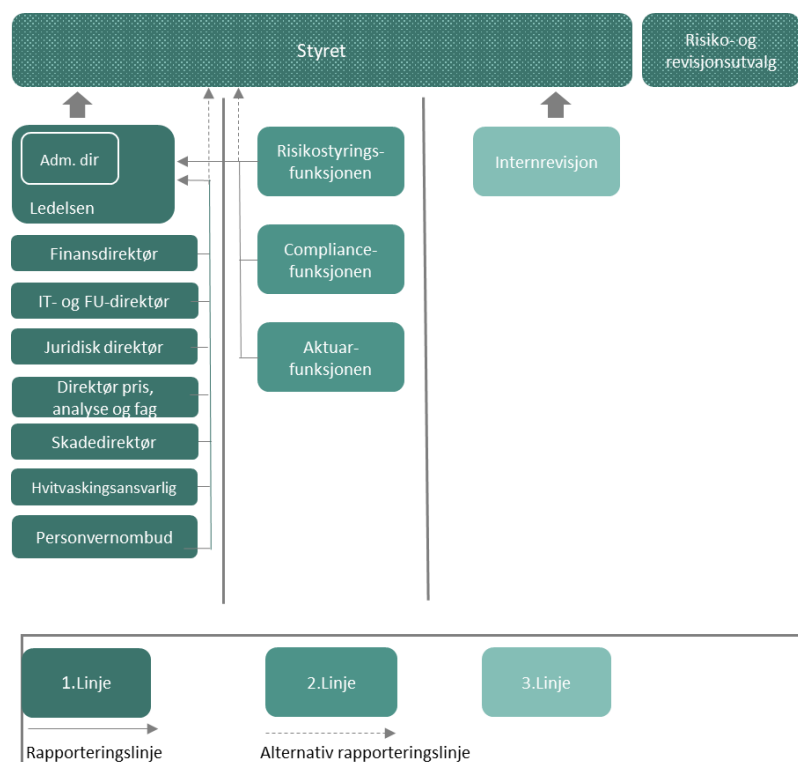 Styret
Risiko- og
revisjonsutvalg
Adm. dir
Ledelsen
Finansdirektør
IT- og FU-direktør
Juridisk direktør
Direktør pris,
analyse og fag
Skadedirektør
Hvitvaskingsansvarlig
Personvernombud
Risikostyrings-
funksjonen
Compliance-
funksjonen
Aktuar-
funksjonen
Internrevisjon
1.Linje
2.Linje
3.Linje
Rapporteringslinje
Alternativ rapporteringslinje